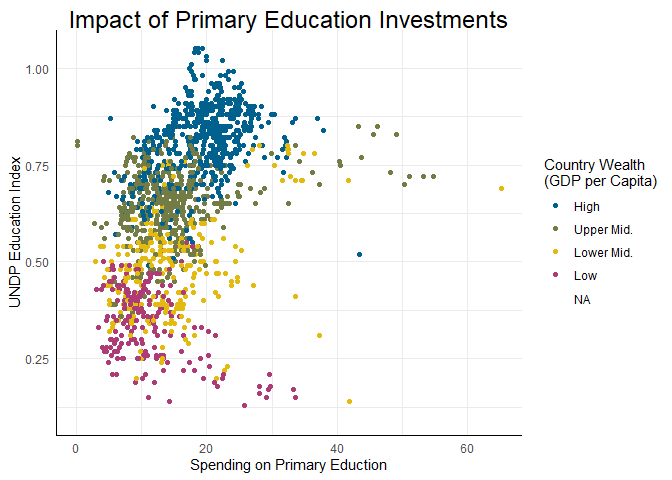 Impact of Primary Education Investments
UNDP Education Index
1.00
0.75
0.50
0.25
0
20
40
60
Spending on Primary Eduction
Country Wealth
(GDP per Capita)
High
Upper Mid.
Lower Mid.
Low
NA